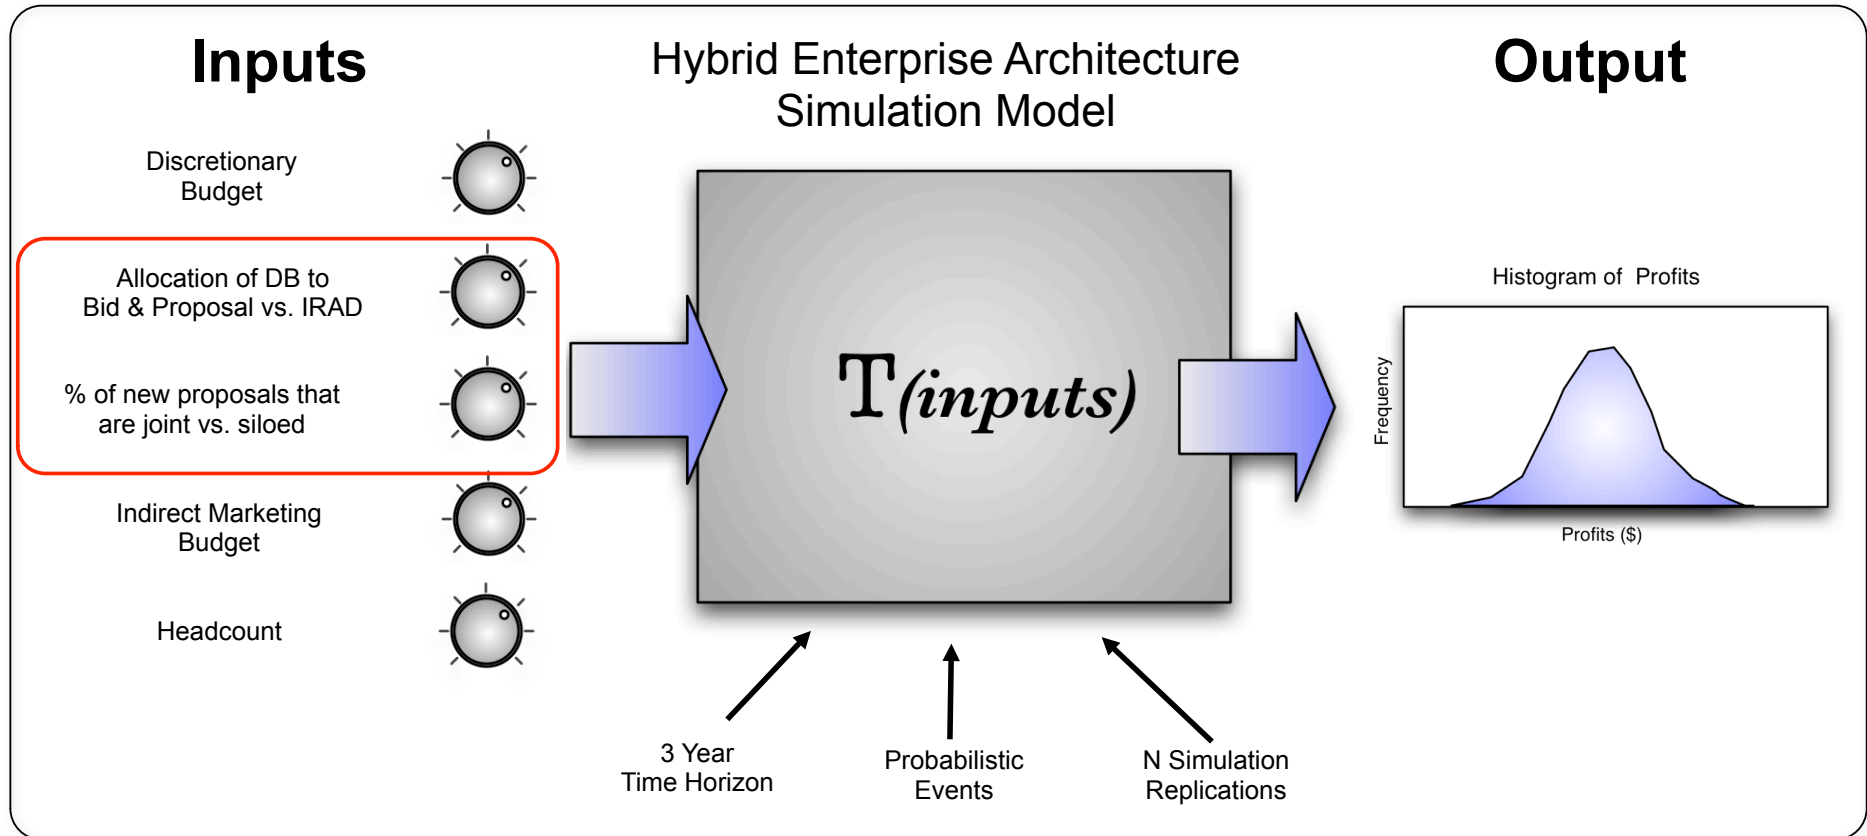 Inputs
Hybrid Enterprise Architecture
Simulation Model
Output
Discretionary
Budget
Allocation of DB to
Bid & Proposal vs. IRAD
% of new proposals that
are joint vs. siloed
Indirect Marketing
Budget
Headcount
T(inputs)
3 Year
Time Horizon
Probabilistic
Events
N Simulation
Replications
Histogram of Profits
Frequency
Profits ($)